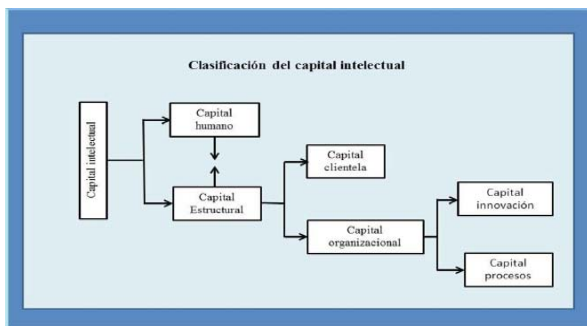 Clasificación del capital intelectual
Capital intelectual
Capital
humano
Capital
Estructural
Capital
clientela
Capital
organizacional
Capital
innovación
Capital
procesos